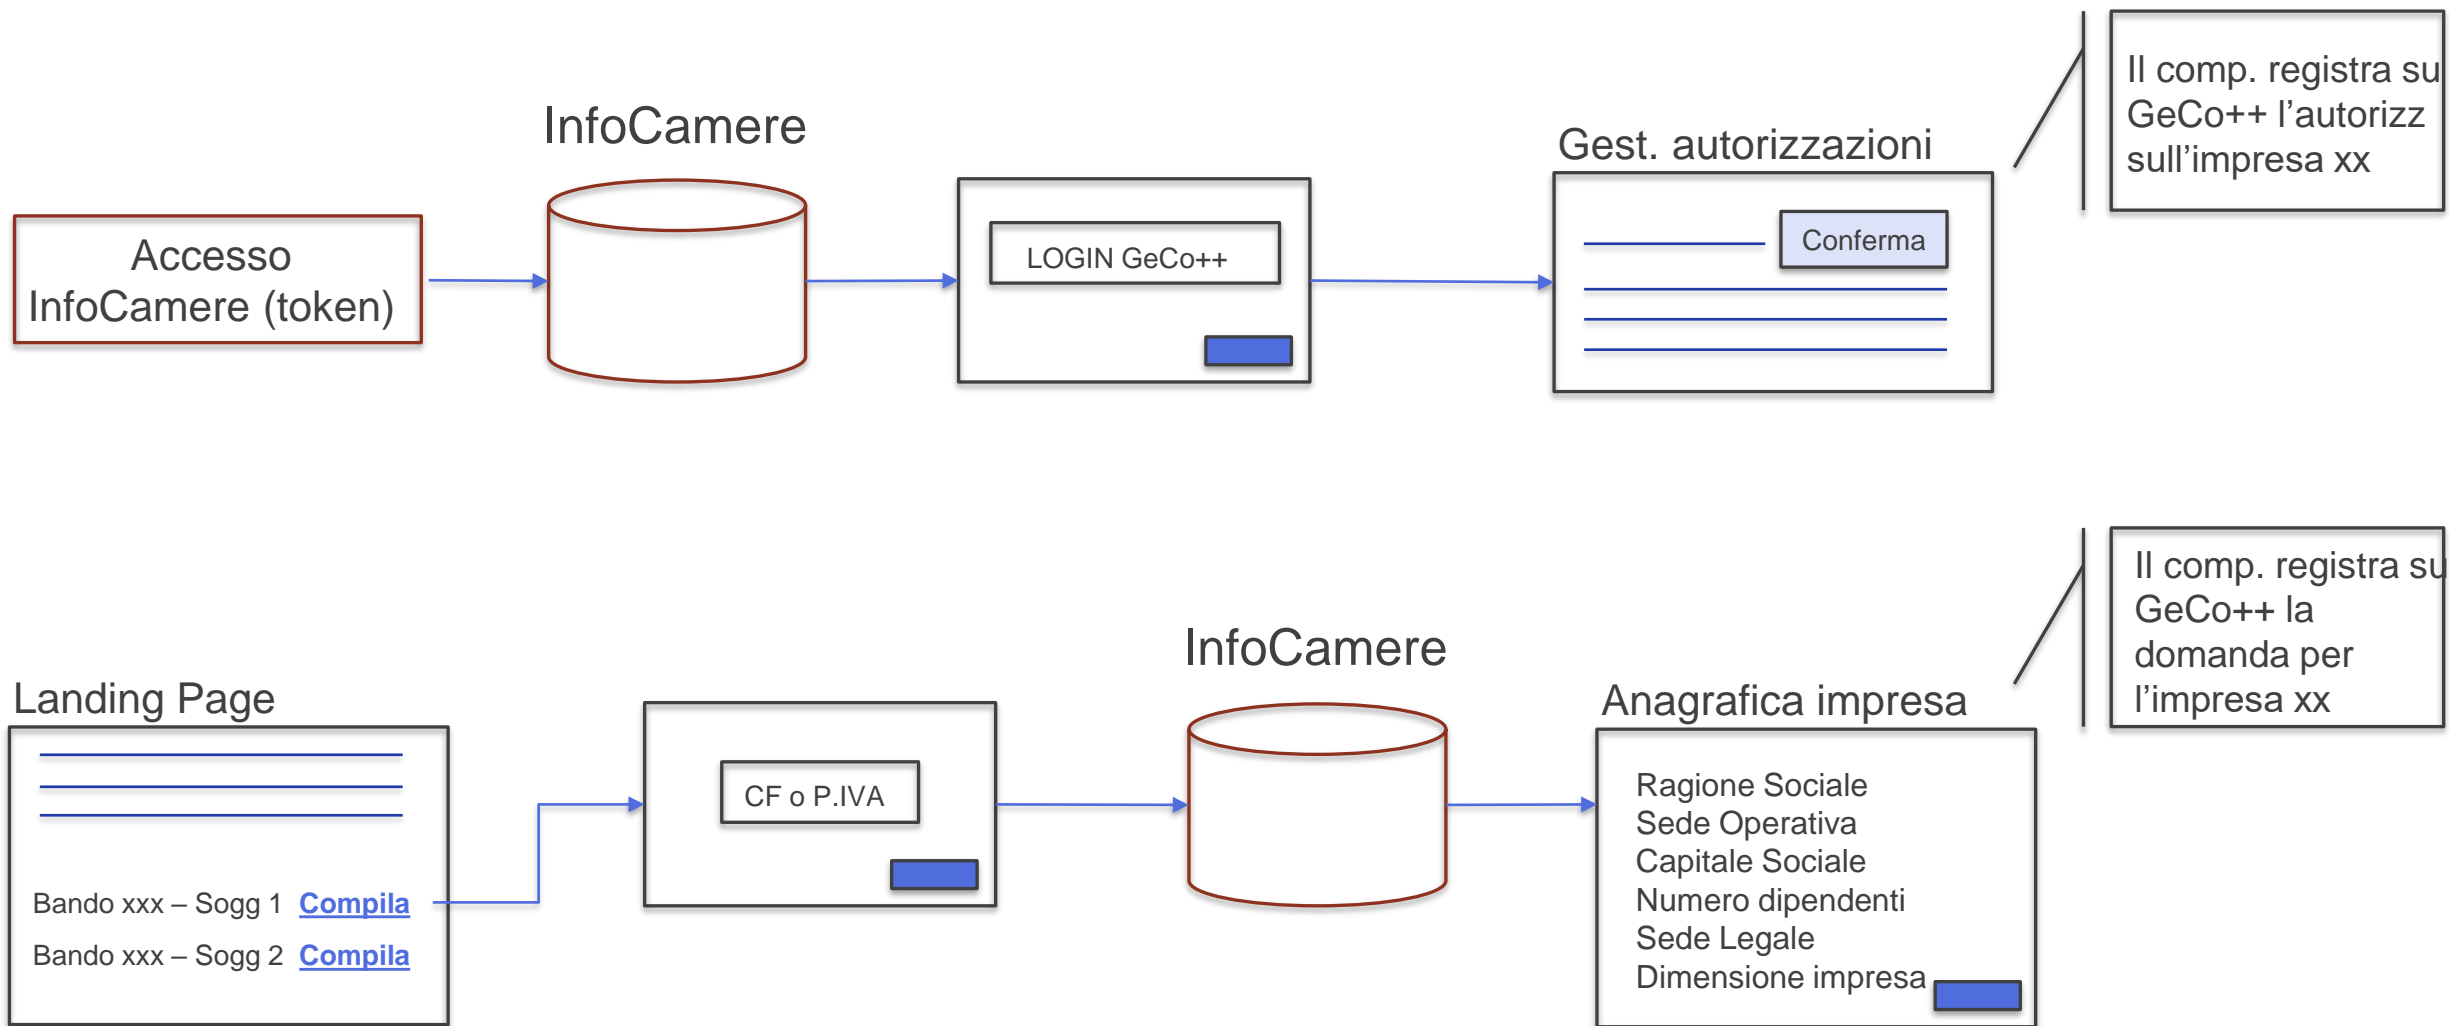 InfoCamere
Accesso
InfoCamere (token)
LOGIN GeCo++
Gest. autorizzazioni
Conferma
Il comp. registra su
GeCo++ l’autorizz
sull’impresa xx
Landing Page
Bando xxx – Sogg 1 Compila
Bando xxx – Sogg 2 Compila
CF o P.IVA
InfoCamere
Anagrafica impresa
Ragione Sociale
Sede Operativa
Capitale Sociale
Numero dipendenti
Sede Legale
Dimensione impresa
Il comp. registra su
GeCo++ la
domanda per
l’impresa xx